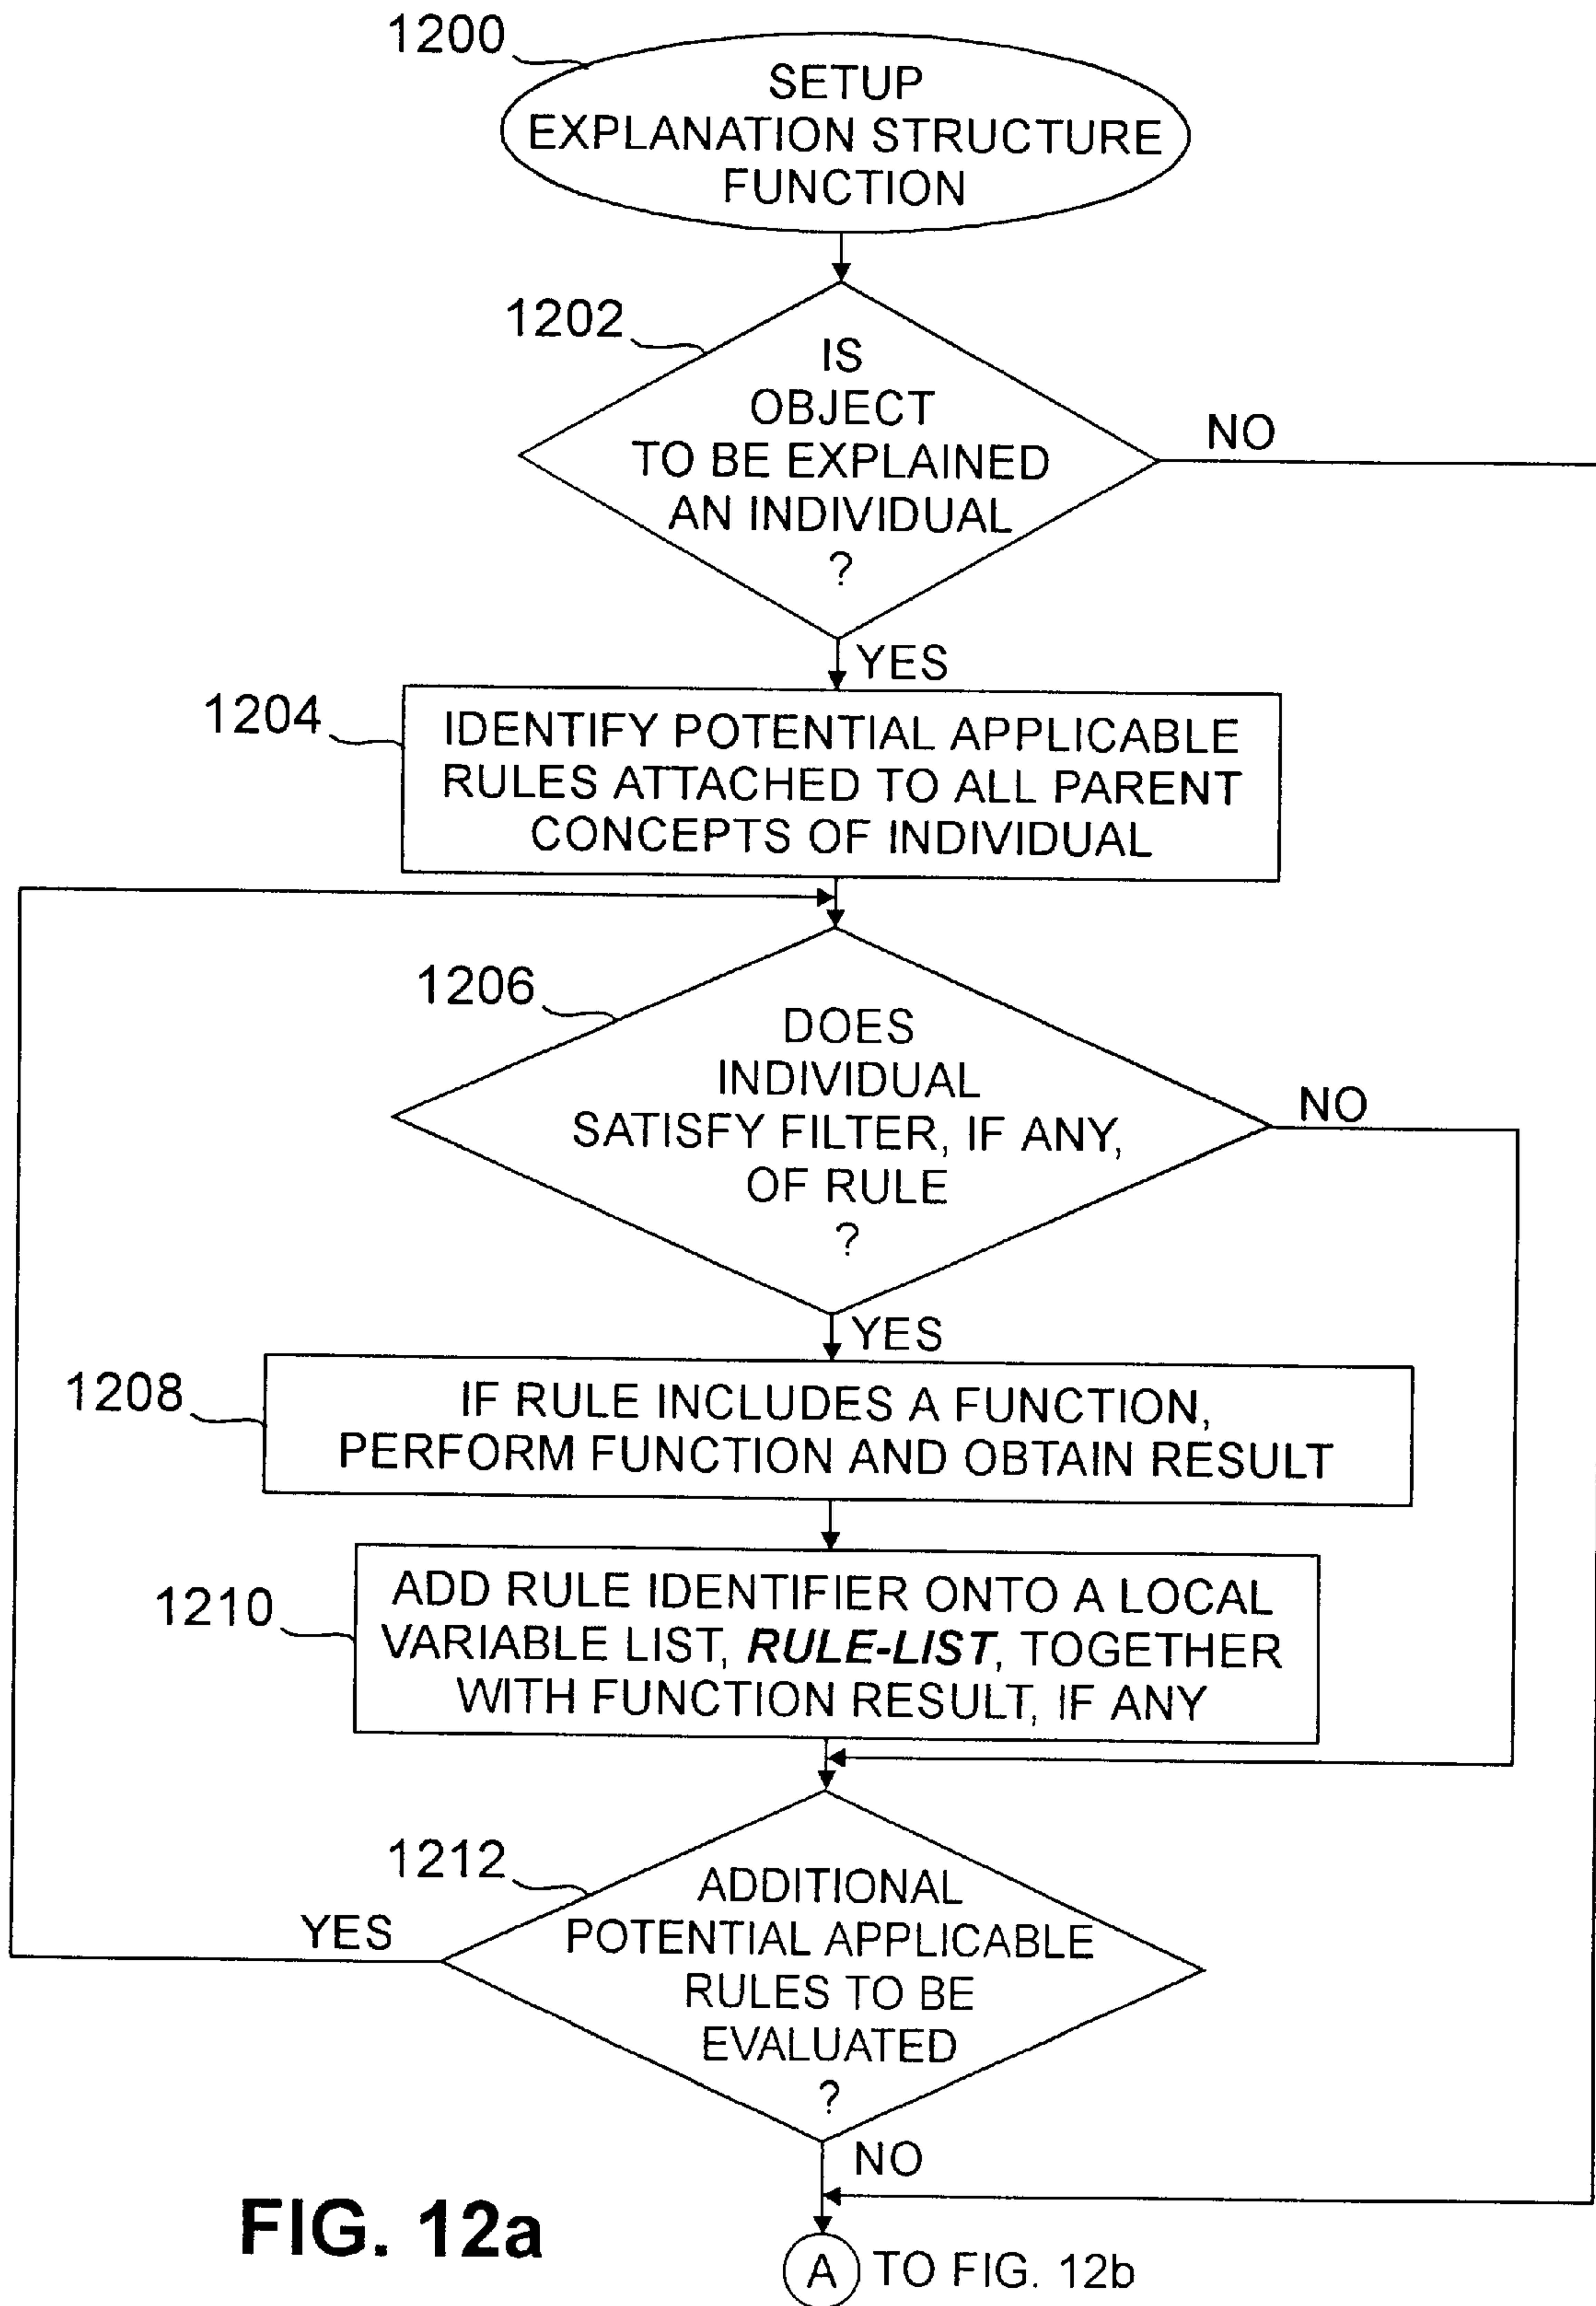 1200
SETUP
EXPLANATION STRUCTURE
FUNCTION
1202
IS
OBJECT
TO BE EXPLAINED
AN INDIVIDUAL
?
NO
YES
1204
IDENTIFY POTENTIAL APPLICABLE
RULES ATTACHED TO ALL PARENT
CONCEPTS OF INDIVIDUAL
1206
DOES
INDIVIDUAL
SATISFY FILTER, IF ANY,
OF RULE
?
NO
YES
1208
IF RULE INCLUDES A FUNCTION,
PERFORM FUNCTION AND OBTAIN RESULT
1210
ADD RULE IDENTIFIER ONTO A LOCAL
VARIABLE LIST, RULE-LIST, TOGETHER
WITH FUNCTION RESULT, IF ANY
1212
ADDITIONAL
POTENTIAL APPLICABLE
RULES TO BE
EVALUATED
?
YES
NO
FIG. 12a
A TO FIG. 12b